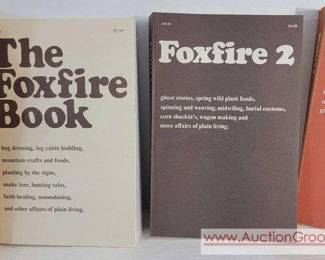 The
Foxfire
Book
hog dressing, log cabin building,
mountain crafts and foods,
planting by the signs,
snake lore, hunting tales,
faith healing, moonshining,
and other affairs of plain living.
Foxfire 2
ghost stories, spring wild plant foods,
spinning and weaving, midwifing, burial customs,
corn shuckin's, wagon making and
more affairs of plain living.
www.AuctionGroo